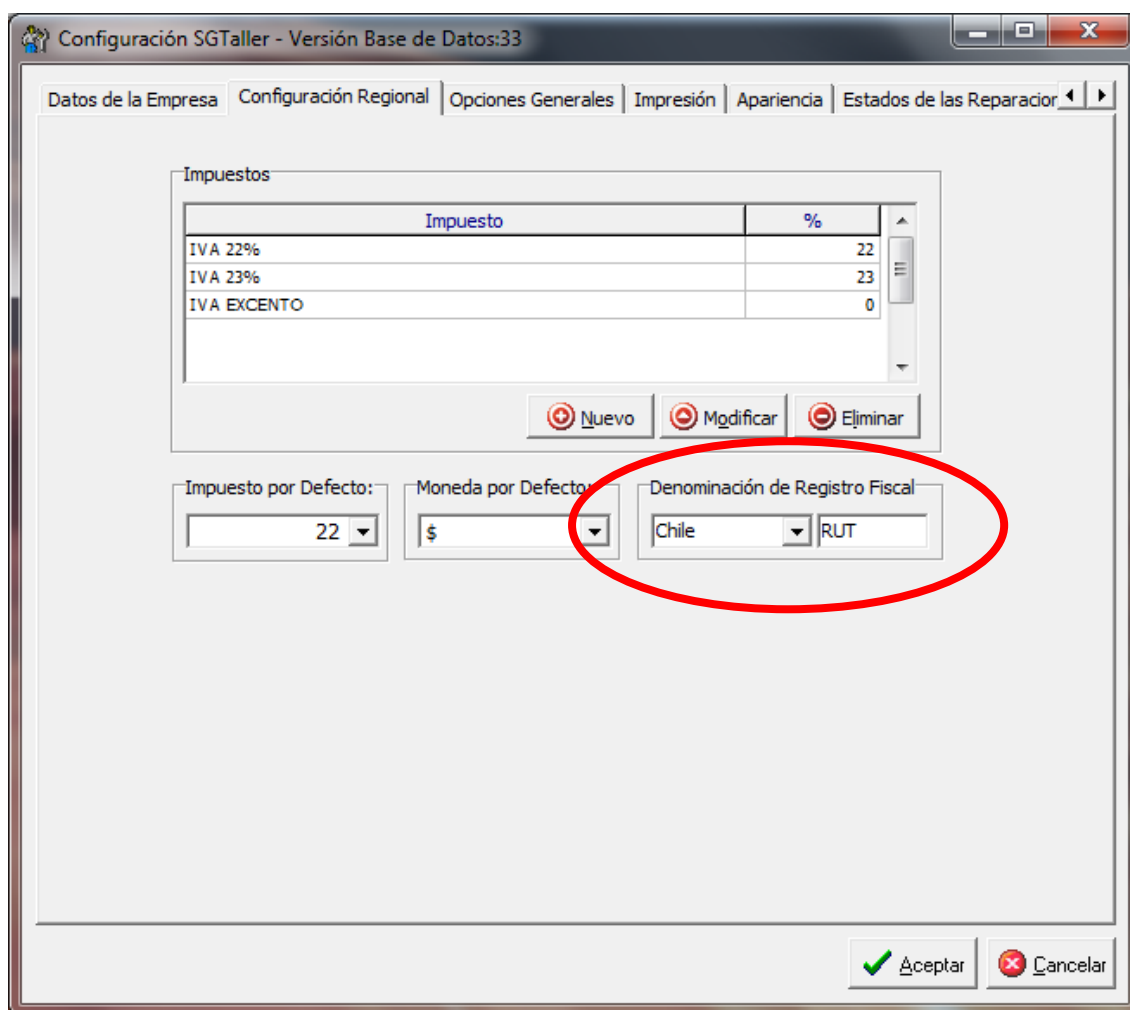 Configuración SGTaller - Versión Base de Datos:33
Datos de la Empresa Configuración Regional Opciones Generales Impresión Apariencia Estados de las Reparacion
Impuestos
Impuesto %
IVA 22% 22
IVA 23% 23
IVA EXCENTO 0
Nuevo Modificar Eliminar
Impuesto por Defecto: Moneda por Defecto: Denominación de Registro Fiscal
22 $ Chile RUT
Aceptar Cancelar